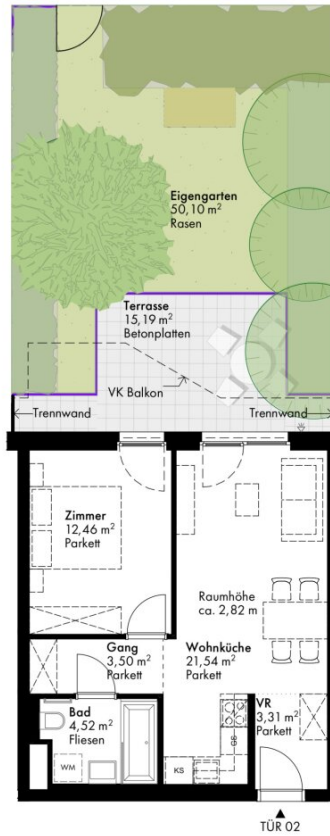 Eigengarten
50,10 m²
Rasen
Terrasse
15,19 m²
Betonplatten
VK Balkon
Trennwand
Trennwand
Zimmer
12,46 m²
Parkett
Raumhöhe
ca. 2,82 m
Gang
3,50 m²
Parkett
Wohnküche
21,54 m²
Parkett
VR
3,31 m²
Parkett
Bad
4,52 m²
Fliesen
WM
KS
GS
TÜR 02